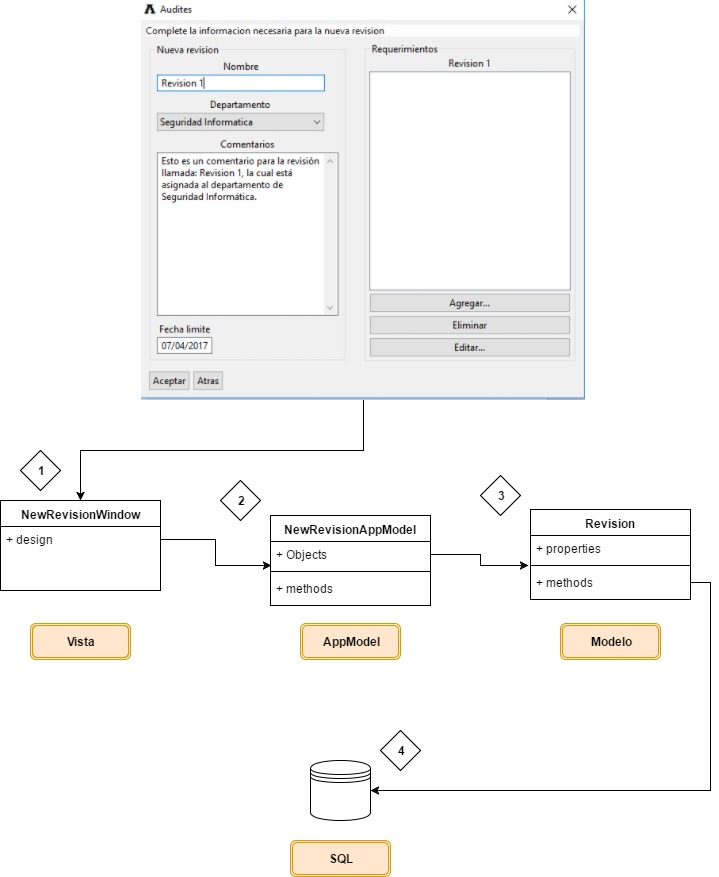 Audites
Complete la informacion necesaria para la nueva revision
Nueva revision
Nombre
Revision 1
Departamento
Seguridad Informatica
Comentarios
Esto es un comentario para la revisión
llamada: Revision 1, la cual está
asignada al departamento de
Seguridad Informática.
Fecha limite
07/04/2017
Aceptar
Atras
Requerimientos
Revision 1
Agregar...
Eliminar
Editar...
1
NewRevisionWindow
+ design
Vista
2
NewRevisionAppModel
+ Objects
+ methods
AppModel
3
Revision
+ properties
+ methods
Modelo
4
SQL